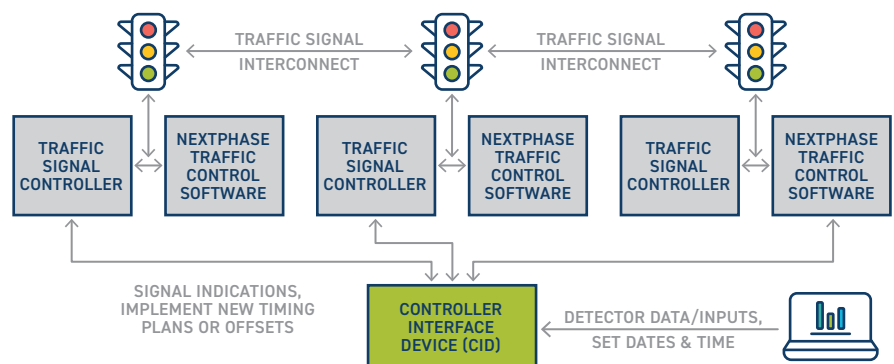 TRAFFIC SIGNAL
INTERCONNECT
TRAFFIC SIGNAL
INTERCONNECT
TRAFFIC
SIGNAL
CONTROLLER
NEXTPHASE
TRAFFIC
CONTROL
SOFTWARE
TRAFFIC
SIGNAL
CONTROLLER
NEXTPHASE
TRAFFIC
CONTROL
SOFTWARE
TRAFFIC
SIGNAL
CONTROLLER
NEXTPHASE
TRAFFIC
CONTROL
SOFTWARE
SIGNAL INDICATIONS,
IMPLEMENT NEW TIMING
PLANS OR OFFSETS
CONTROLLER
INTERFACE
DEVICE (CID)
DETECTOR DATA/INPUTS,
SET DATES & TIME